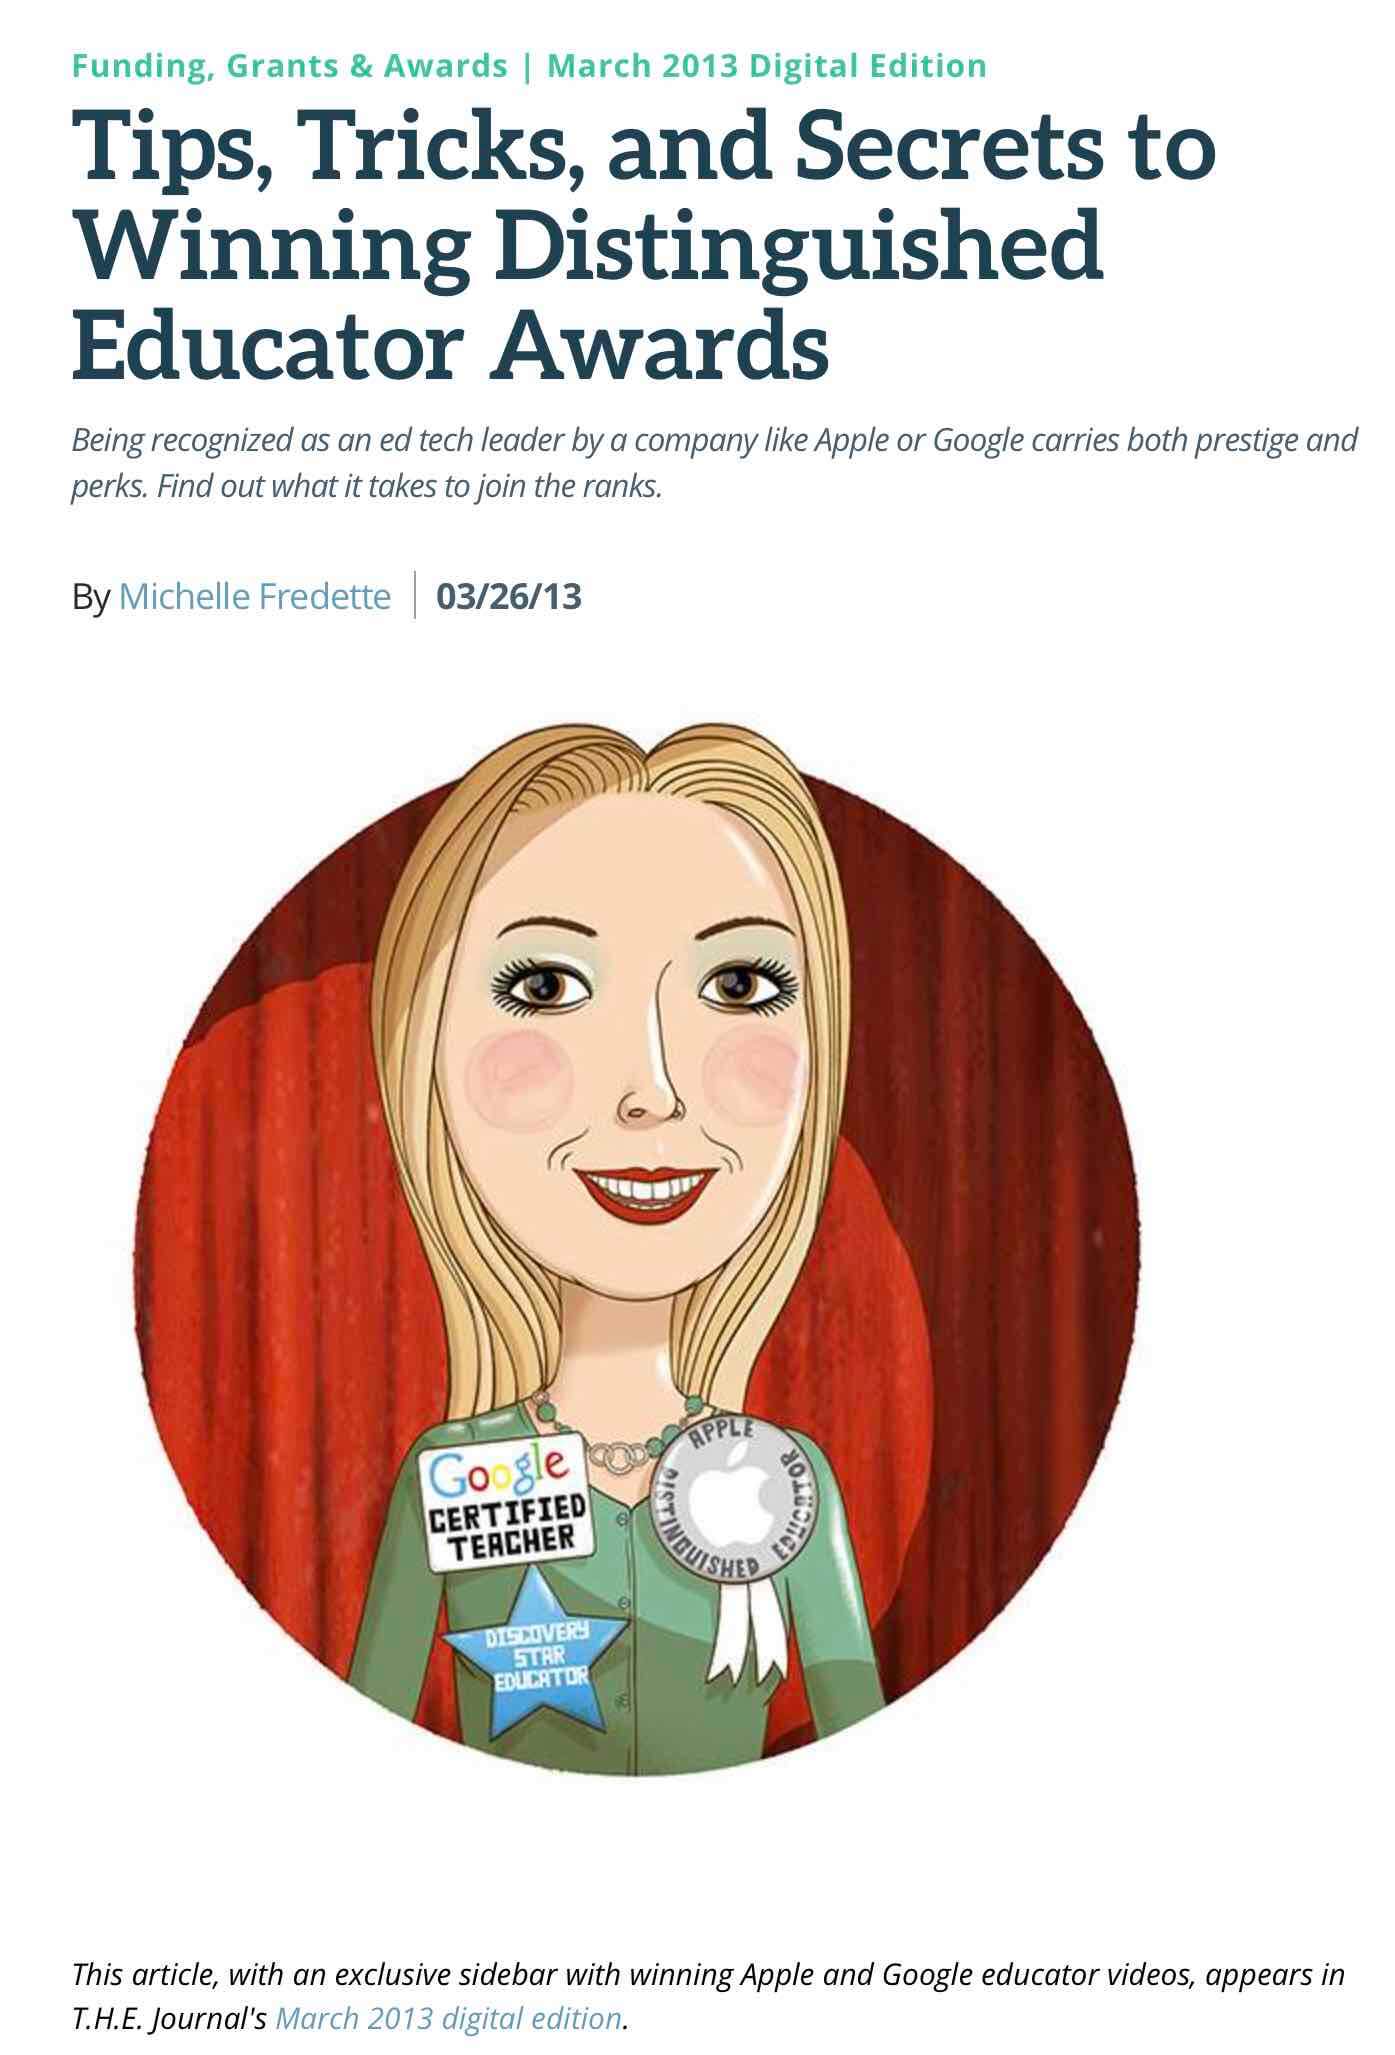 Funding, Grants & Awards | March 2013 Digital Edition
Tips, Tricks, and Secrets to
Winning Distinguished
Educator Awards
Being recognized as an ed tech leader by a company like Apple or Google carries both prestige and
perks. Find out what it takes to join the ranks.
By Michelle Fredette | 03/26/13
Google
CERTIFIED
TEACHER
APPLE
DISTINGUISHED
EDUCATOR
DISCOVERY
STAR
EDUCATOR
This article, with an exclusive sidebar with winning Apple and Google educator videos, appears in
T.H.E. Journal's March 2013 digital edition.